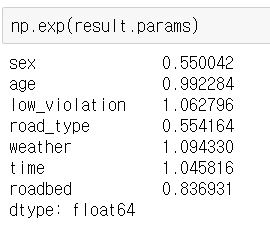 np.exp(result.params)
sex 0.550042
age 0.992284
low_violation 1.062796
road_type 0.554164
weather 1.094330
time 1.045816
roadbed 0.836931
dtype: float64